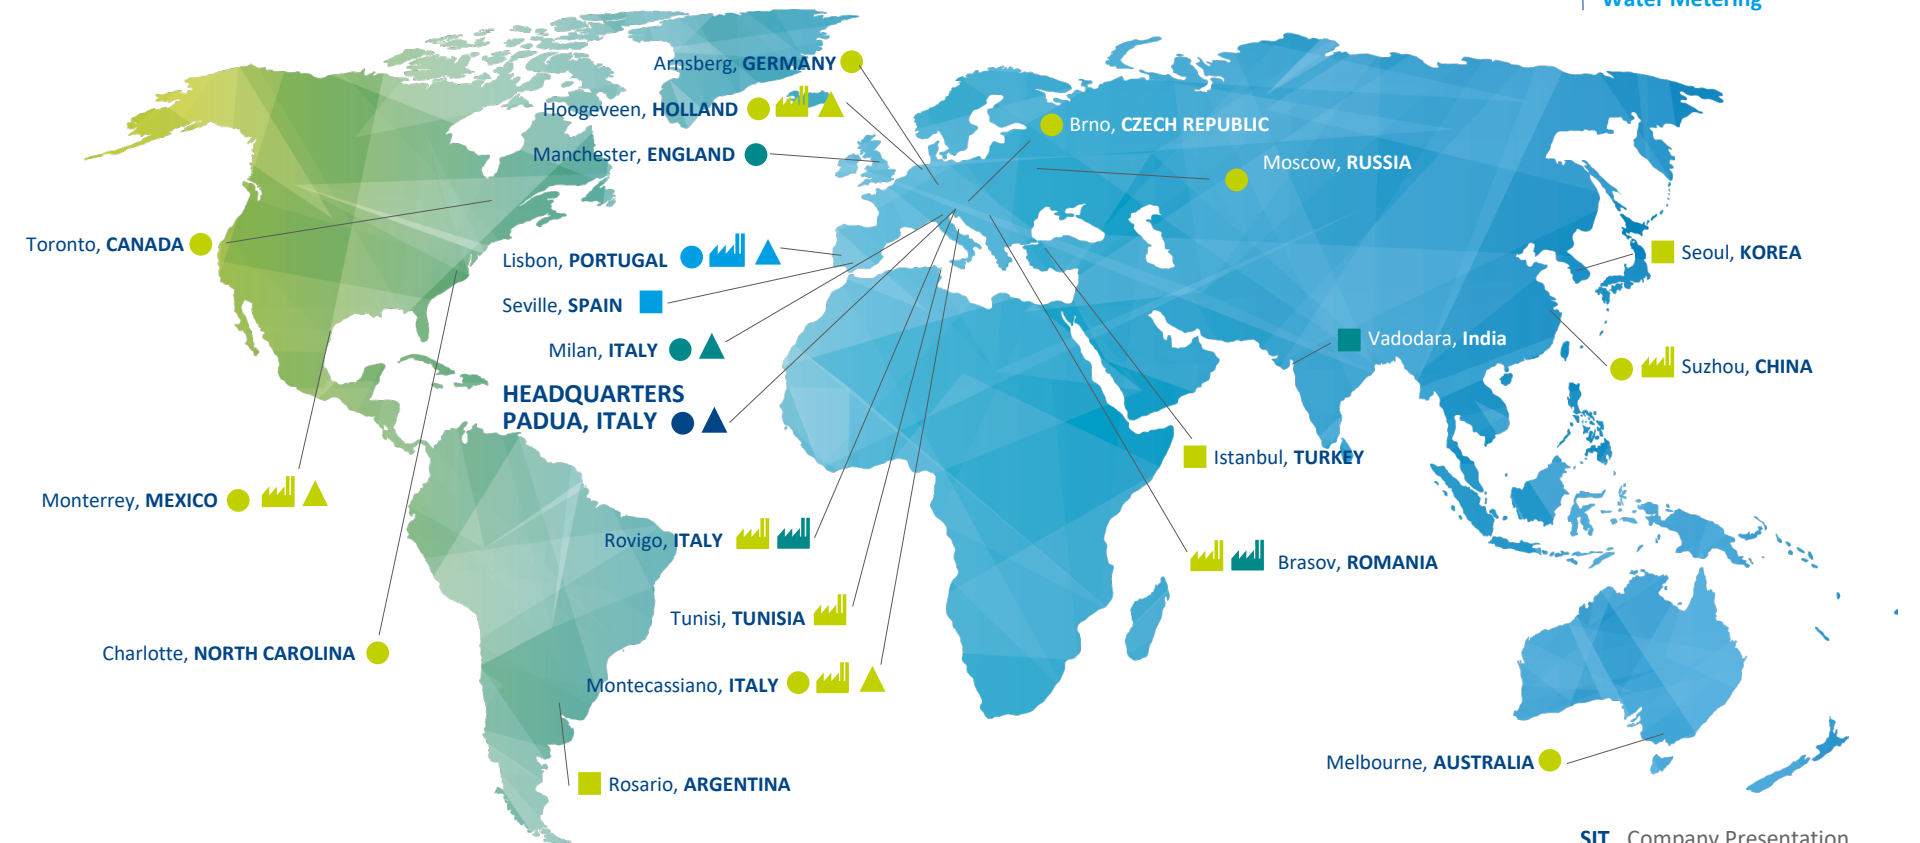 Water Metering
Arnsberg, GERMANY
Hoogeveen, HOLLAND
Manchester, ENGLAND
Brno, CZECH REPUBLIC
Moscow, RUSSIA
Toronto, CANADA
Lisbon, PORTUGAL
Seville, SPAIN
Milan, ITALY
HEADQUARTERS
PADUA, ITALY
Seoul, KOREA
Vadodara, India
Suzhou, CHINA
Istanbul, TURKEY
Monterrey, MEXICO
Rovigo, ITALY
Brasov, ROMANIA
Tunisi, TUNISIA
Charlotte, NORTH CAROLINA
Montecassiano, ITALY
Rosario, ARGENTINA
Melbourne, AUSTRALIA
SIT Company Presentation